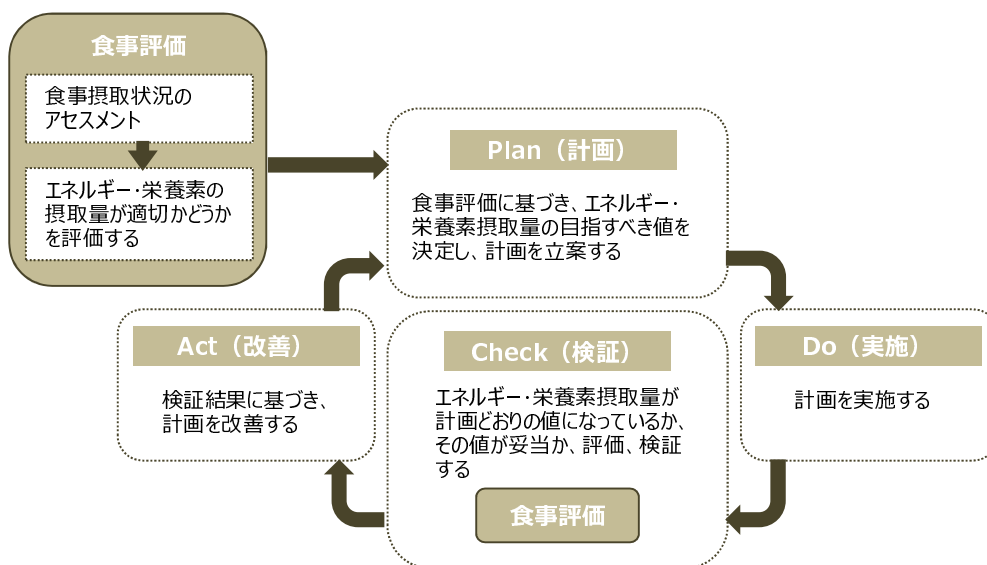 食事評価
食事摂取状況の
アセスメント
エネルギー・栄養素の
摂取量が適切かどうか
を評価する
Plan（計画）
食事評価に基づき、エネルギー・
栄養素摂取量の目指すべき値を
決定し、計画を立案する
Do（実施）
計画を実施する
Check（検証）
エネルギー・栄養素摂取量が
計画どおりの値になっているか、
その値が妥当か、評価、検証
する
食事評価
Act（改善）
検証結果に基づき、
計画を改善する